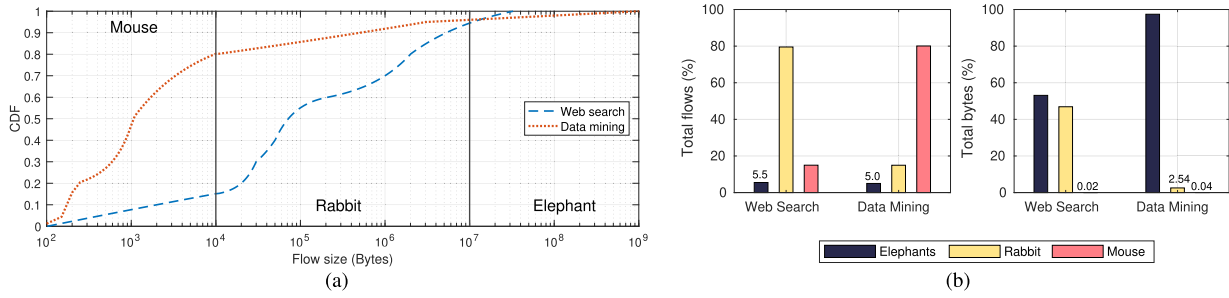 1
0.9
0.8
0.7
0.6
0.5
0.4
0.3
0.2
0.1
0
CDF
Mouse
Rabbit
Elephant
Web search
Data mining
10^2 10^3 10^4 10^5 10^6 10^7 10^8 10^9
Flow size (Bytes)
(a)
100
80
60
40
20
0
Total flows (%)
5.5
5.0
Web Search Data Mining
100
80
60
40
20
0
Total bytes (%)
0.02
2.54
0.04
Web Search Data Mining
Elephants Rabbit Mouse
(b)